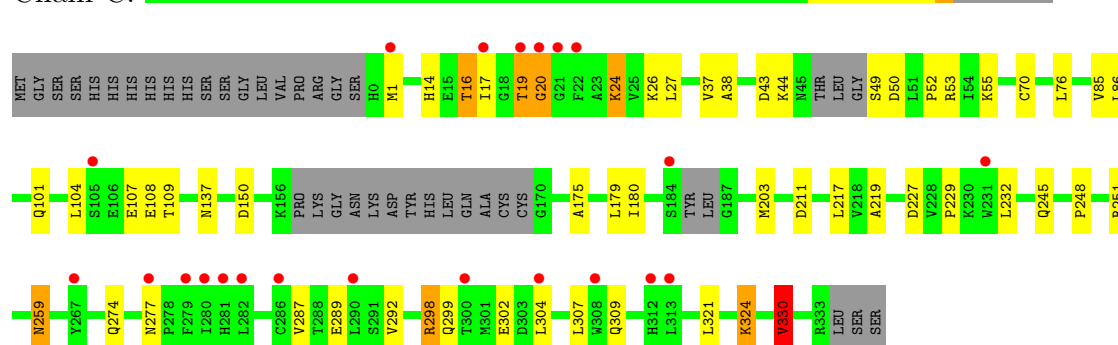 Chain C:
MET GLY SER SER HIS HIS HIS HIS HIS HIS SER SER GLY LEU VAL PRO ARG GLY SER H0 M1 H14 E15 T16 I17 G18 T19 G20 G21 F22 A23 K24 V25 K26 L27 V37 A38 D43 K44 N45 THR LEU GLY S49 D50 L51 P52 R53 I54 K55 C70 L76 V85 L86
Q101 L104 S105 E106 E107 E108 T109 N137 D150 K156 PRO LYS GLY ASN LYS ASP TYR HIS LEU GLN ALA CYS CYS G170 A175 L179 I180 S184 TYR LEU G187 M203 D211 L217 V218 A219 D227 V228 P229 K230 W231 L232 Q245 P248
N259 Y267 Q274 N277 P278 F279 I280 H281 L282 C286 V287 T288 E289 L290 S291 V292 R298 Q299 T300 M301 E302 D303 L304 L307 W308 Q309 H312 L313 L321 K324 V330 R333 LEU SER SER